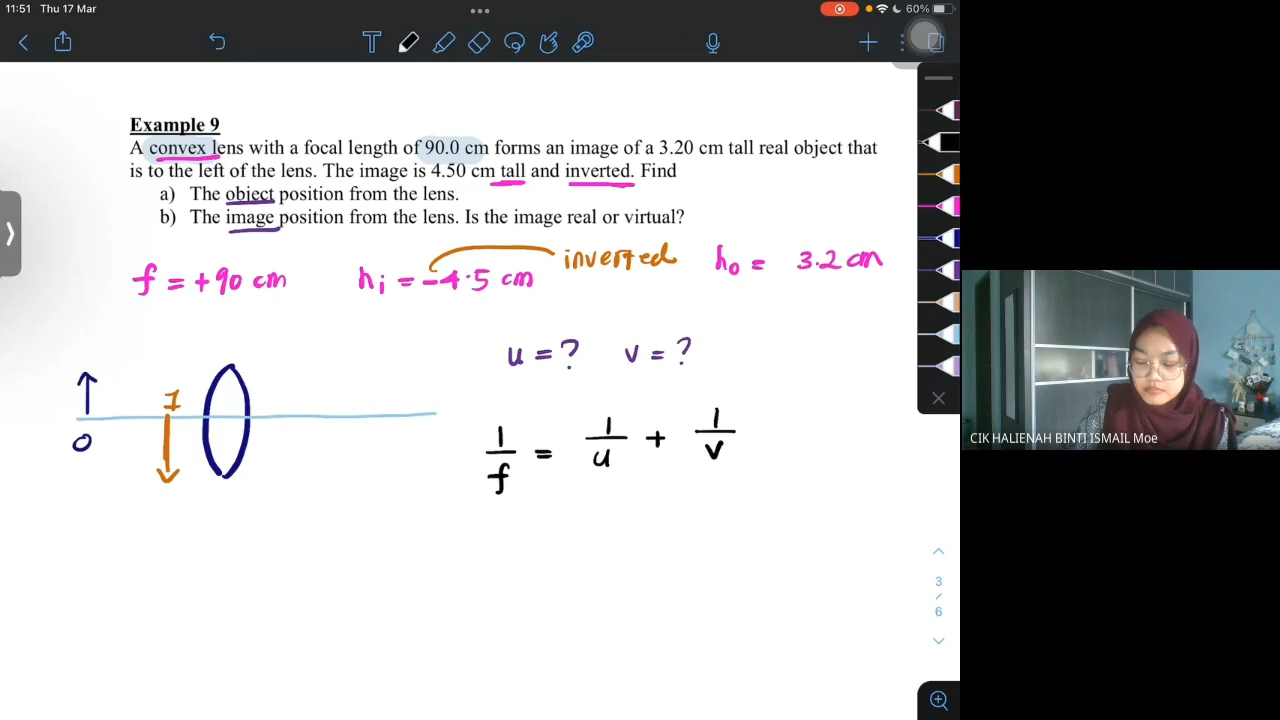 11:51 Thu 17 Mar
60%
T
Example 9
A convex lens with a focal length of 90.0 cm forms an image of a 3.20 cm tall real object that
is to the left of the lens. The image is 4.50 cm tall and inverted. Find
a) The object position from the lens.
b) The image position from the lens. Is the image real or virtual?
f = +90 cm hi = -4.5 cm inverted ho = 3.2 cm
u = ? v = ?
I
O
1/f = 1/u + 1/v
CIK HALIENAH BINTI ISMAIL Moe
3
/
6